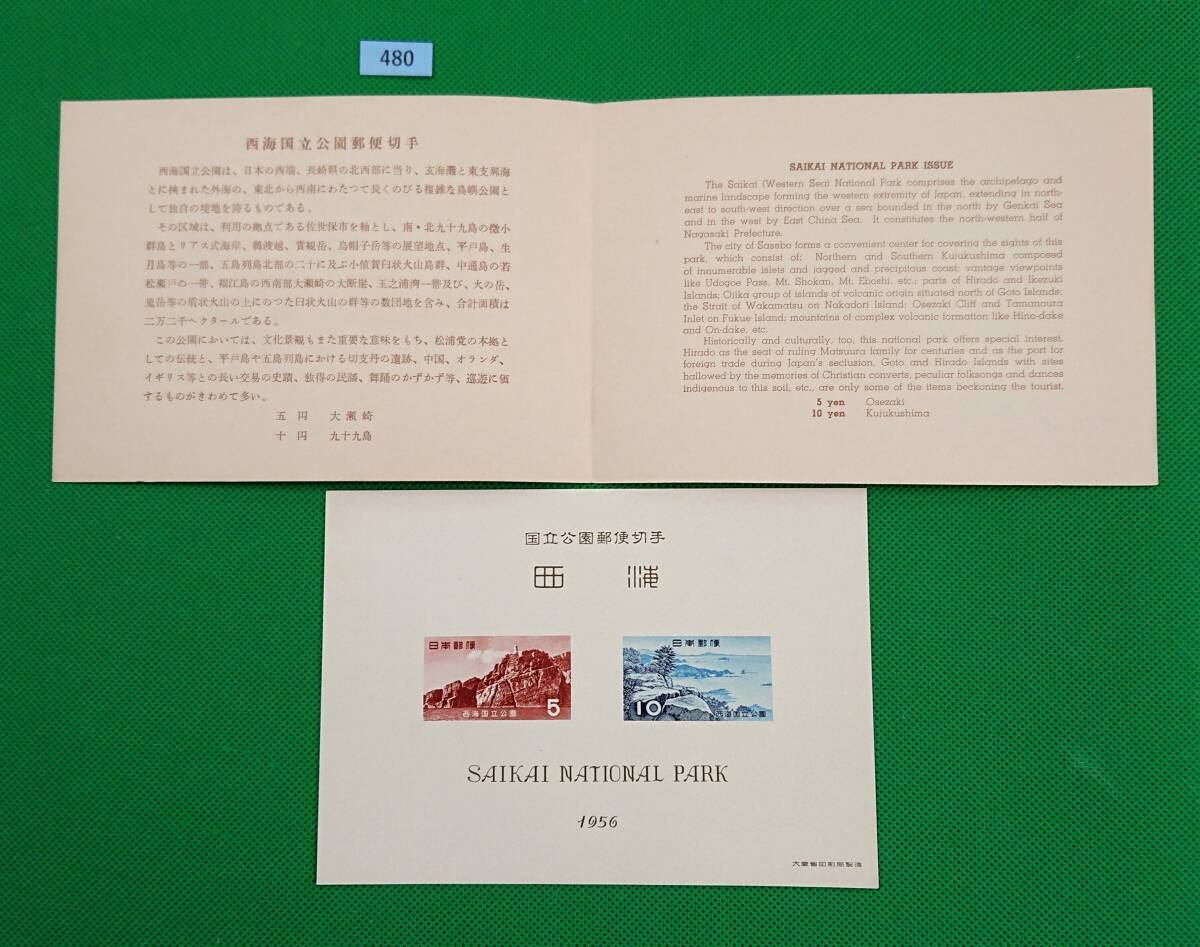 480
西海国立公園郵便切手
西海国立公園は、日本の西端、長崎県の北西部に当り、玄海灘と東支那海
とに挟まれた外海の、東北から西南にわたつて長くのびる複雑な島嶼公園と
して独自の境地を誇るものである。
その区域は、利用の拠点である佐世保市を軸とし、南・北九十九島の微小
群島とリアス式海岸、鵜渡越、賞観岳、烏帽子岳等の展望地点、平戸島、生
月島等の一部、五島列島北部の二十に及ぶ小値賀臼状火山島群、中通島の若
松瀬戸の一帯、福江島の西南部大瀬崎の大断崖、玉之浦湾一帯及び、火の岳、
鬼岳等の盾状火山の上にのつた臼状火山の群等の数団地を含み、合計面積は
二万二千ヘクタールである。
この公園においては、文化景観もまた重要な意味をもち、松浦党の本拠と
しての伝統と、平戸島や五島列島における切支丹の遺跡、中国、オランダ、
イギリス等との長い交易の史蹟、独得の民謡、舞踊のかずかず等、巡遊に価
するものがきわめて多い。
五円 大瀬崎
十円 九十九島
SAIKAI NATIONAL PARK ISSUE
The Saikai (Western Sea) National Park comprises the archipelago and
marine landscape forming the western extremity of Japan, extending in north-
east to south-west direction over a sea bounded in the north by Genkai Sea
and in the west by East China Sea. It constitutes the north-western half of
Nagasaki Prefecture.
The city of Sasebo forms a convenient center for covering the sights of this
park, which consist of: Northern and Southern Kujukushima composed
of innumerable islets and jagged and precipitous coast; vantage viewpoints
like Udogoe Pass, Mt. Shokan, Mt. Eboshi, etc.; parts of Hirado and Ikezuki
Islands; Ojika group of islands of volcanic origin situated north of Goto Islands;
the Strait of Wakamatsu on Nakadori Island; Osezaki Cliff and Tamanoura
Inlet on Fukue Island; mountains of complex volcanic formation like Hino-dake
and On-dake, etc.
Historically and culturally, too, this national park offers special interest.
Hirado as the seat of ruling Matsuura family for centuries and as the port for
foreign trade during Japan's seclusion, Goto and Hirado Islands with sites
hallowed by the memories of Christian converts, peculiar folksongs and dances
indigenous to this soil, etc., are only some of the items beckoning the tourist.
5 yen Osezaki
10 yen Kujukushima
国立公園郵便切手
西 海
日本郵便
西海国立公園 5
日本郵便
10 西海国立公園
SAIKAI NATIONAL PARK
1956
大蔵省印刷局製造